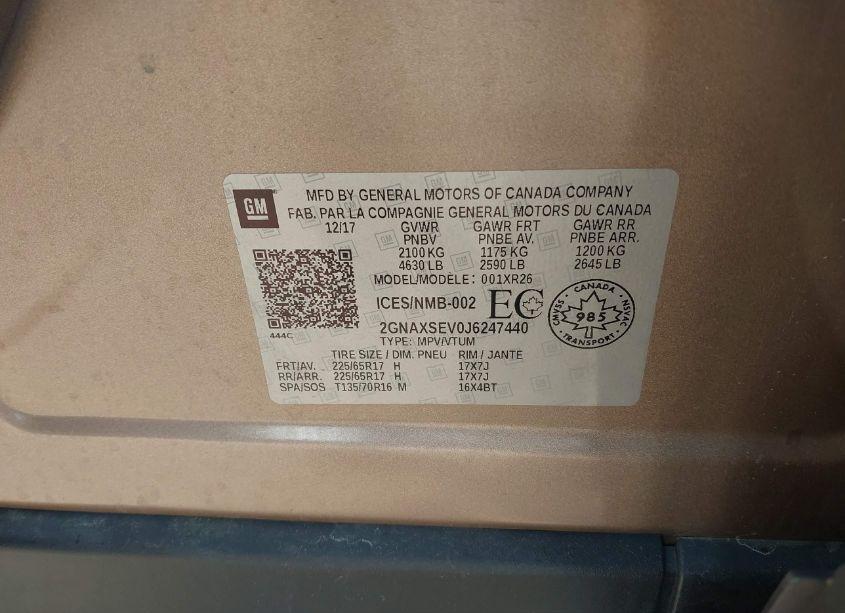 GM
MFD BY GENERAL MOTORS OF CANADA COMPANY
FAB. PAR LA COMPAGNIE GENERAL MOTORS DU CANADA
12/17 GVWR GAWR FRT GAWR RR
PNBV PNBE AV. PNBE ARR.
2100 KG 1175 KG 1200 KG
4630 LB 2590 LB 2645 LB
MODEL/MODÈLE: 001XR26
ICES/NMB-002 EC
2GNAXSEV0J6247440
444C TYPE: MPV/VTUM
CANADA
CMVSS 985 NSVAC
TRANSPORT
TIRE SIZE / DIM. PNEU RIM / JANTE
FRT/AV. 225/65R17 H 17X7J
RR/ARR. 225/65R17 H 17X7J
SPA/SOS T135/70R16 M 16X4BT